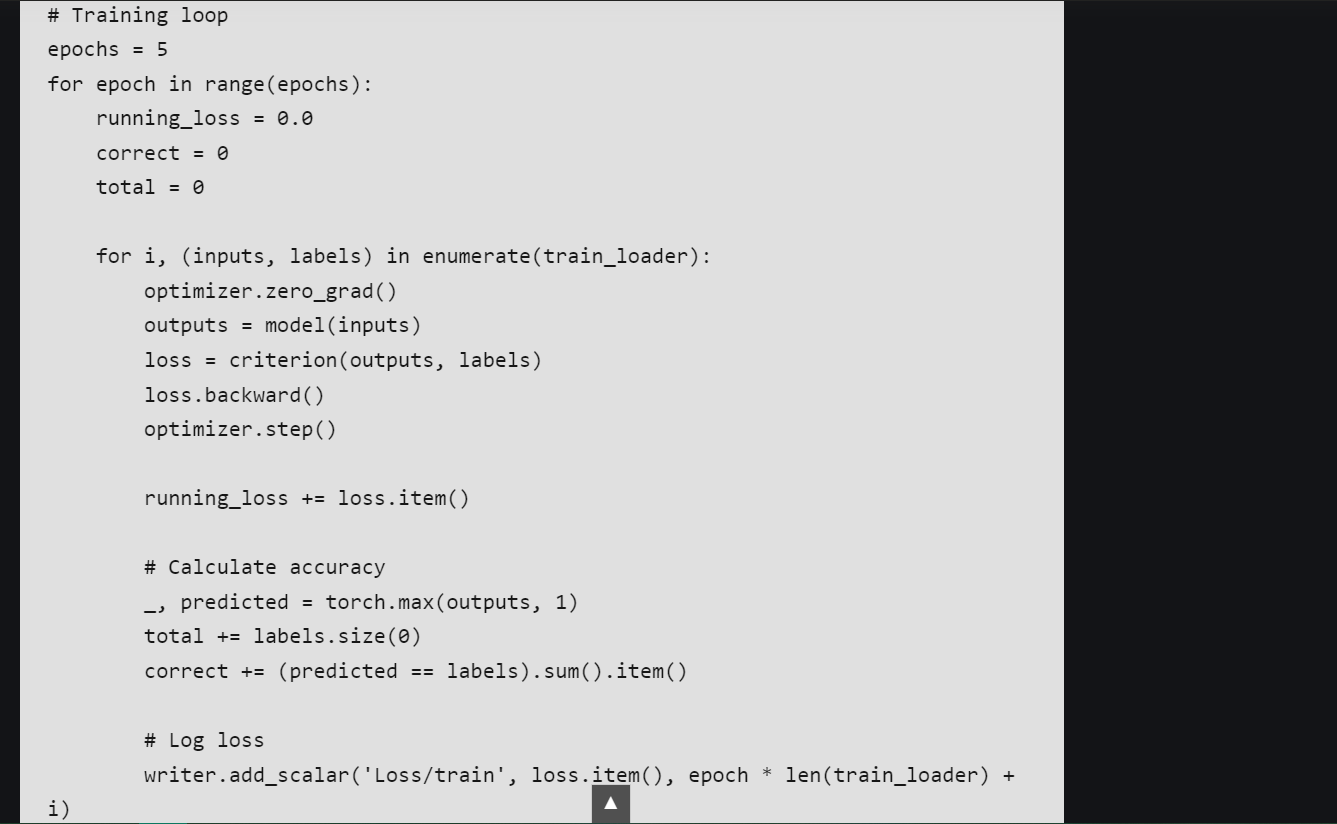 # Training loop
epochs = 5
for epoch in range(epochs):
    running_loss = 0.0
    correct = 0
    total = 0

    for i, (inputs, labels) in enumerate(train_loader):
        optimizer.zero_grad()
        outputs = model(inputs)
        loss = criterion(outputs, labels)
        loss.backward()
        optimizer.step()

        running_loss += loss.item()

        # Calculate accuracy
        _, predicted = torch.max(outputs, 1)
        total += labels.size(0)
        correct += (predicted == labels).sum().item()

        # Log loss
        writer.add_scalar('Loss/train', loss.item(), epoch * len(train_loader) +
i)